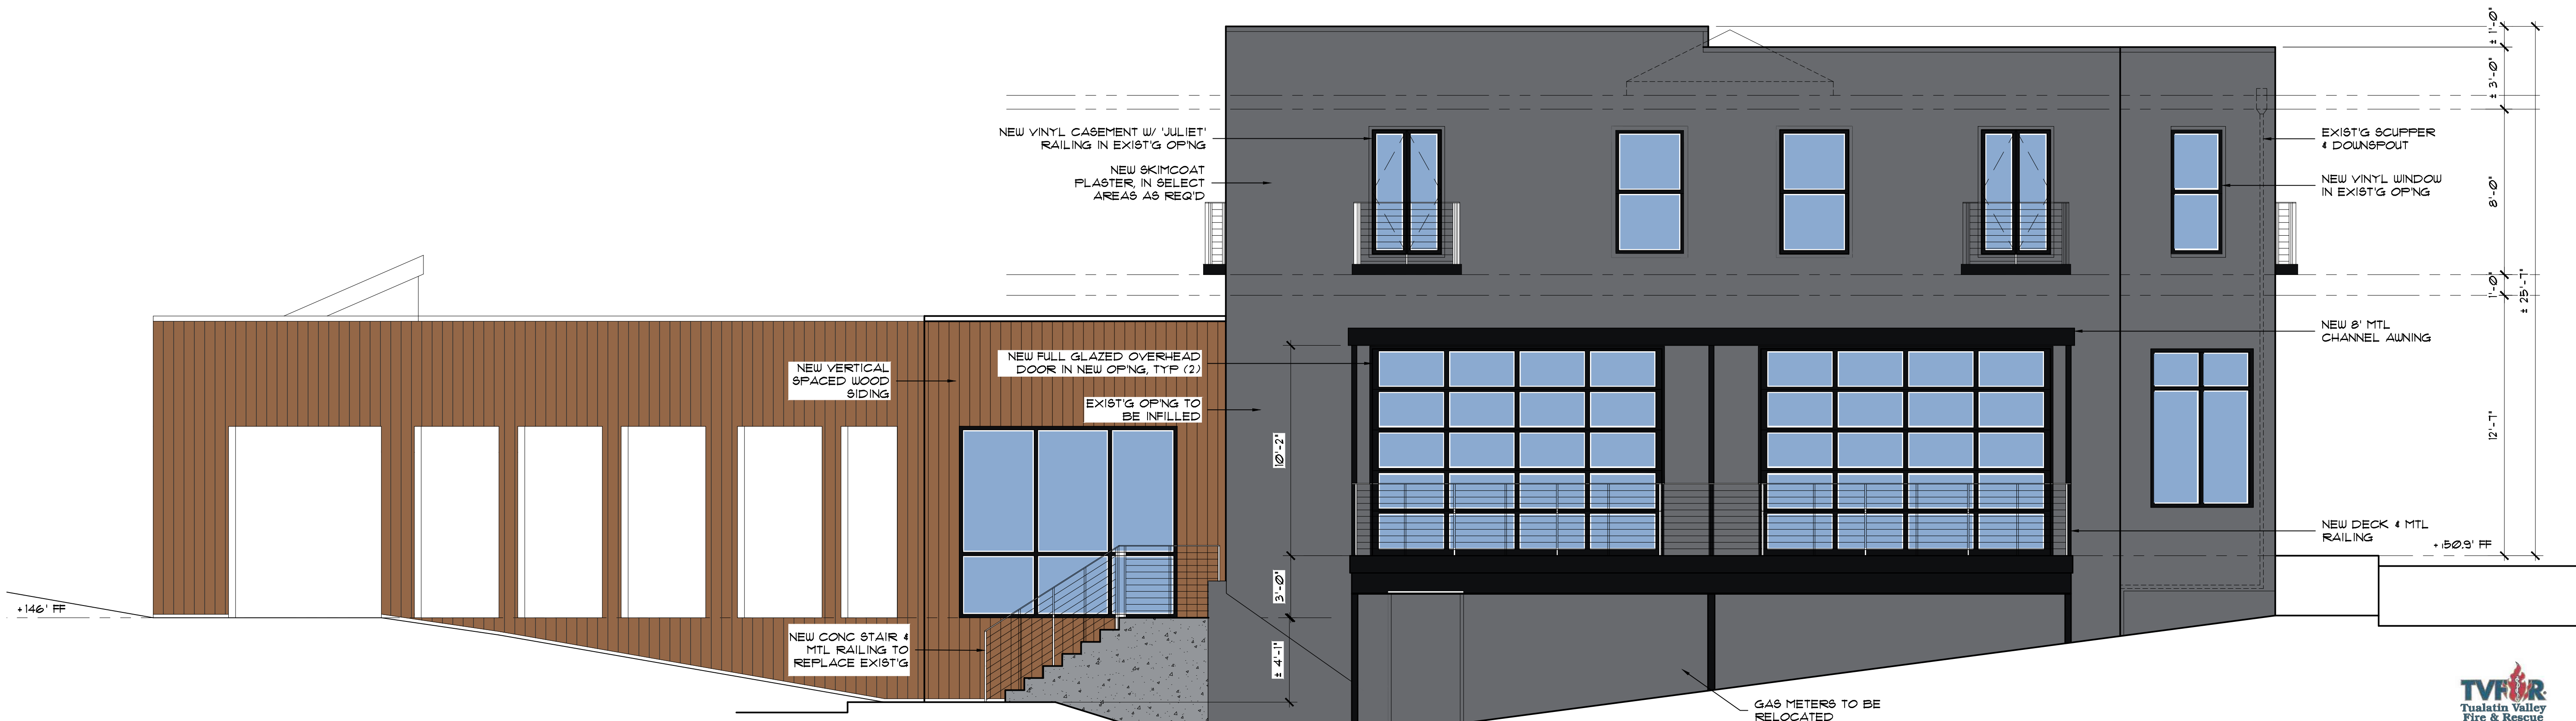 NEW VINYL CASEMENT W/ 'JULIET'
RAILING IN EXIST'G OP'NG
NEW SKIMCOAT
PLASTER, IN SELECT
AREAS AS REQ'D
NEW VERTICAL
SPACED WOOD
SIDING
NEW FULL GLAZED OVERHEAD
DOOR IN NEW OP'NG, TYP (2)
EXIST'G OP'NG TO
BE INFILLED
NEW CONC STAIR &
MTL RAILING TO
REPLACE EXIST'G
+146' FF
10'-2"
3'-0"
± 4'-1"
GAS METERS TO BE
RELOCATED
EXIST'G SCUPPER
& DOWNSPOUT
NEW VINYL WINDOW
IN EXIST'G OP'NG
NEW 8' MTL
CHANNEL AWNING
NEW DECK & MTL
RAILING
+150.9' FF
± 1'-0"
± 3'-0"
8'-0"
1'-0"
± 25'-7"
12'-7"
TVF&R
Tualatin Valley
Fire & Rescue